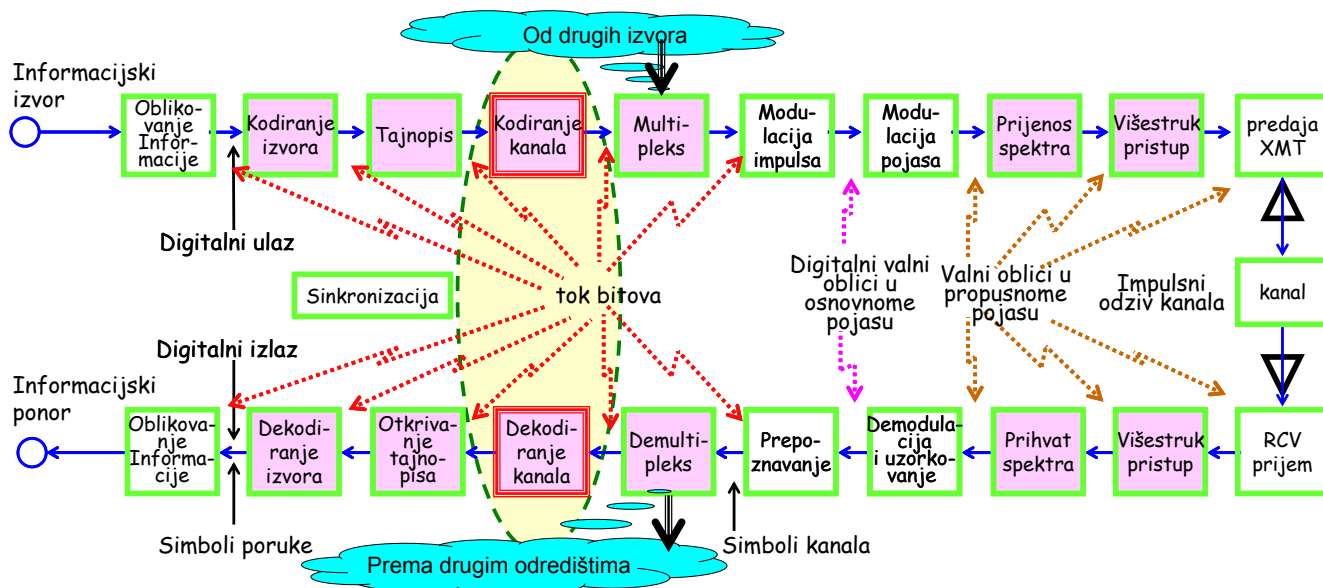 Od drugih izvora
Informacijski
izvor
Obliko-
vanje
Infor-
macije
Kodiranje
izvora
Tajnopis
Kodiranje
kanala
Multi-
pleks
Modu-
lacija
impulsa
Modu-
lacija
pojasa
Prijenos
spektra
Višestruk
pristup
predaja
XMT
Digitalni ulaz
Sinkronizacija
tok bitova
Digitalni valni
oblici u
osnovnome
pojasu
Valni oblici u
propusnome
pojasu
Impulsni
odziv kanala
kanal
Digitalni izlaz
Informacijski
ponor
Oblikova-
nje
Informa-
cije
Dekodi-
ranje
izvora
Otkriva-
nje
tajno-
pisa
Dekodi-
ranje
kanala
Demulti-
pleks
Prepo-
znavanje
Demodula-
cija
i uzorko-
vanje
Prihvat
spektra
Višestruk
pristup
RCV
prijem
Simboli poruke
Simboli kanala
Prema drugim odredištima